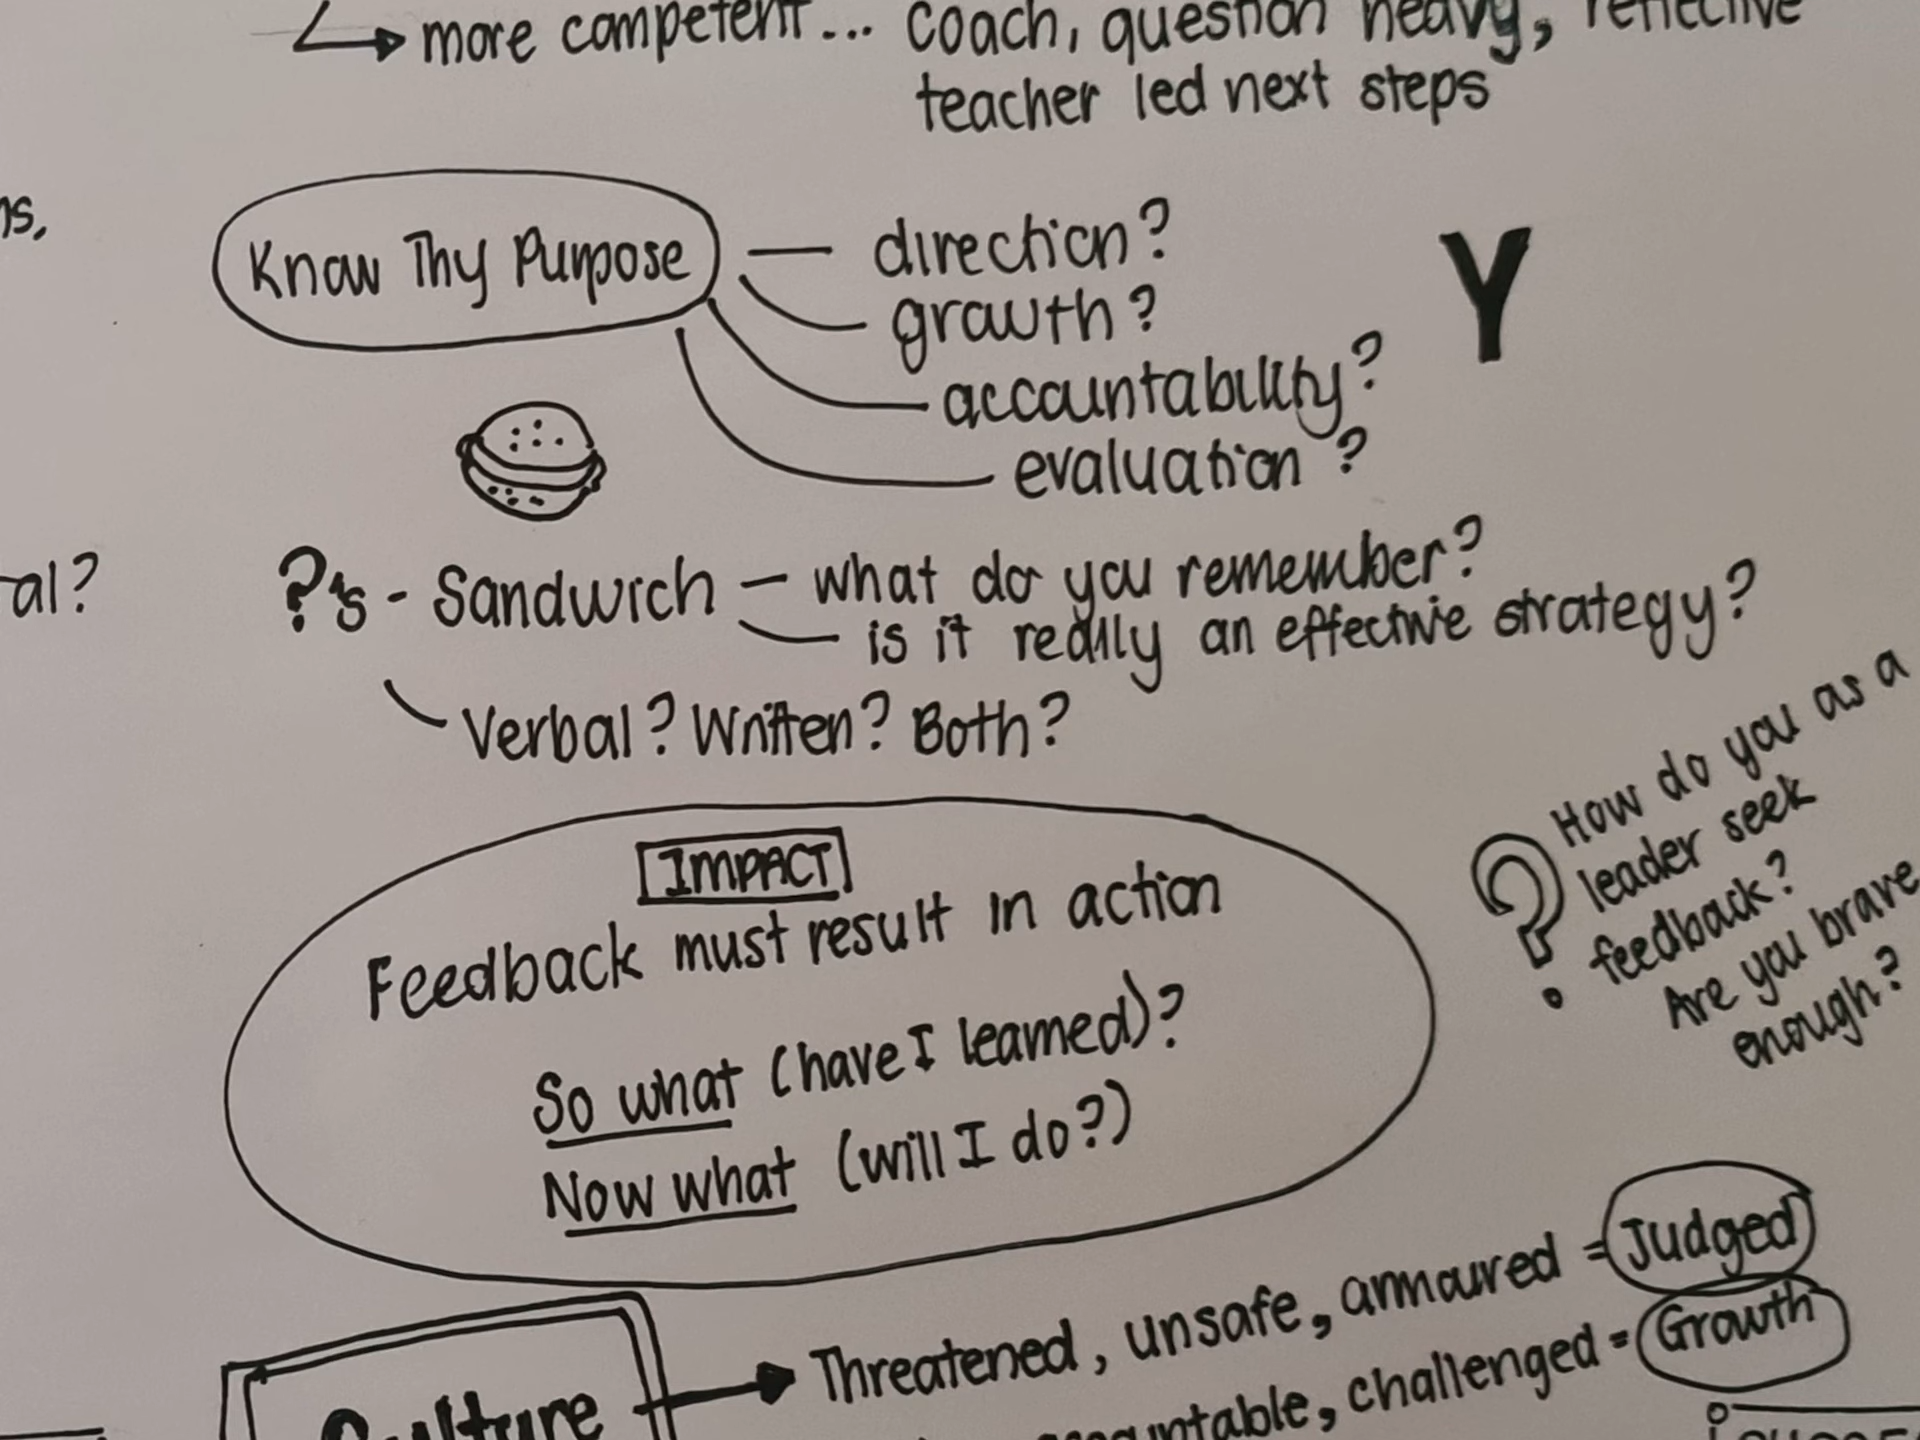 more competent... coach, question heavy, reflective
teacher led next steps
Know Thy Purpose
direction?
growth?
accountability?
evaluation?
Y
al?
?'s - Sandwich - what do you remember?
is it really an effective strategy?
Verbal? Written? Both?
How do you as a
leader seek
feedback?
Are you brave
enough?
?
IMPACT
Feedback must result in action
So what (have I learned)?
Now what (will I do?)
Culture
Threatened, unsafe, armoured = Judged
challenged = Growth